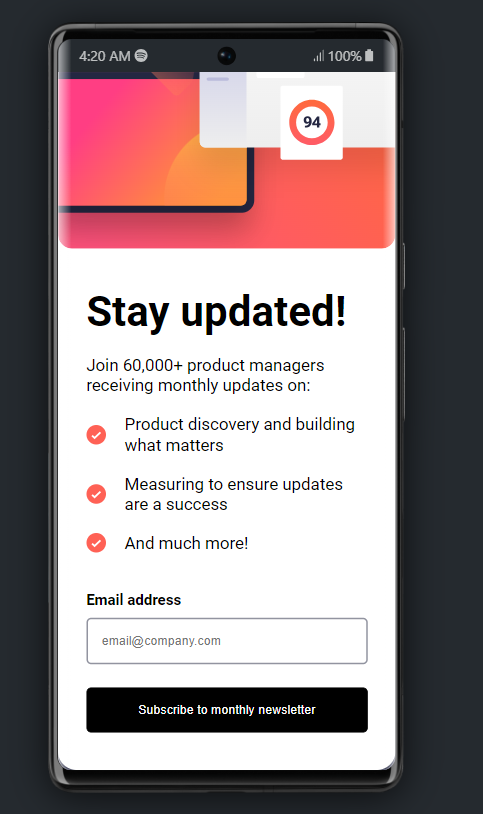 4:20 AM 100%
94
Stay updated!
Join 60,000+ product managers
receiving monthly updates on:
Product discovery and building
what matters
Measuring to ensure updates
are a success
And much more!
Email address
email@company.com
Subscribe to monthly newsletter